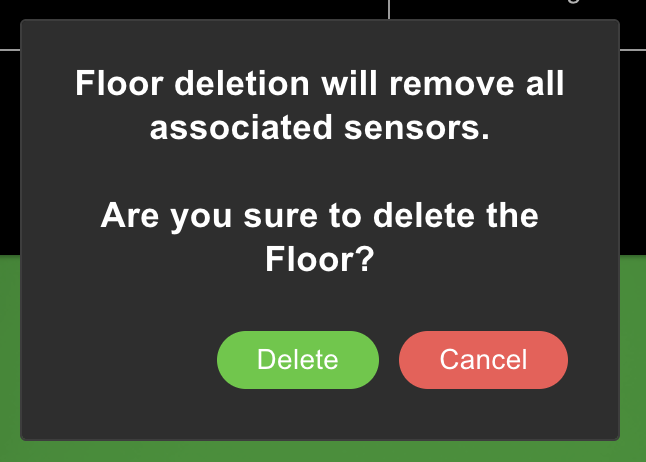 Floor deletion will remove all
associated sensors.
Are you sure to delete the
Floor?
Delete
Cancel